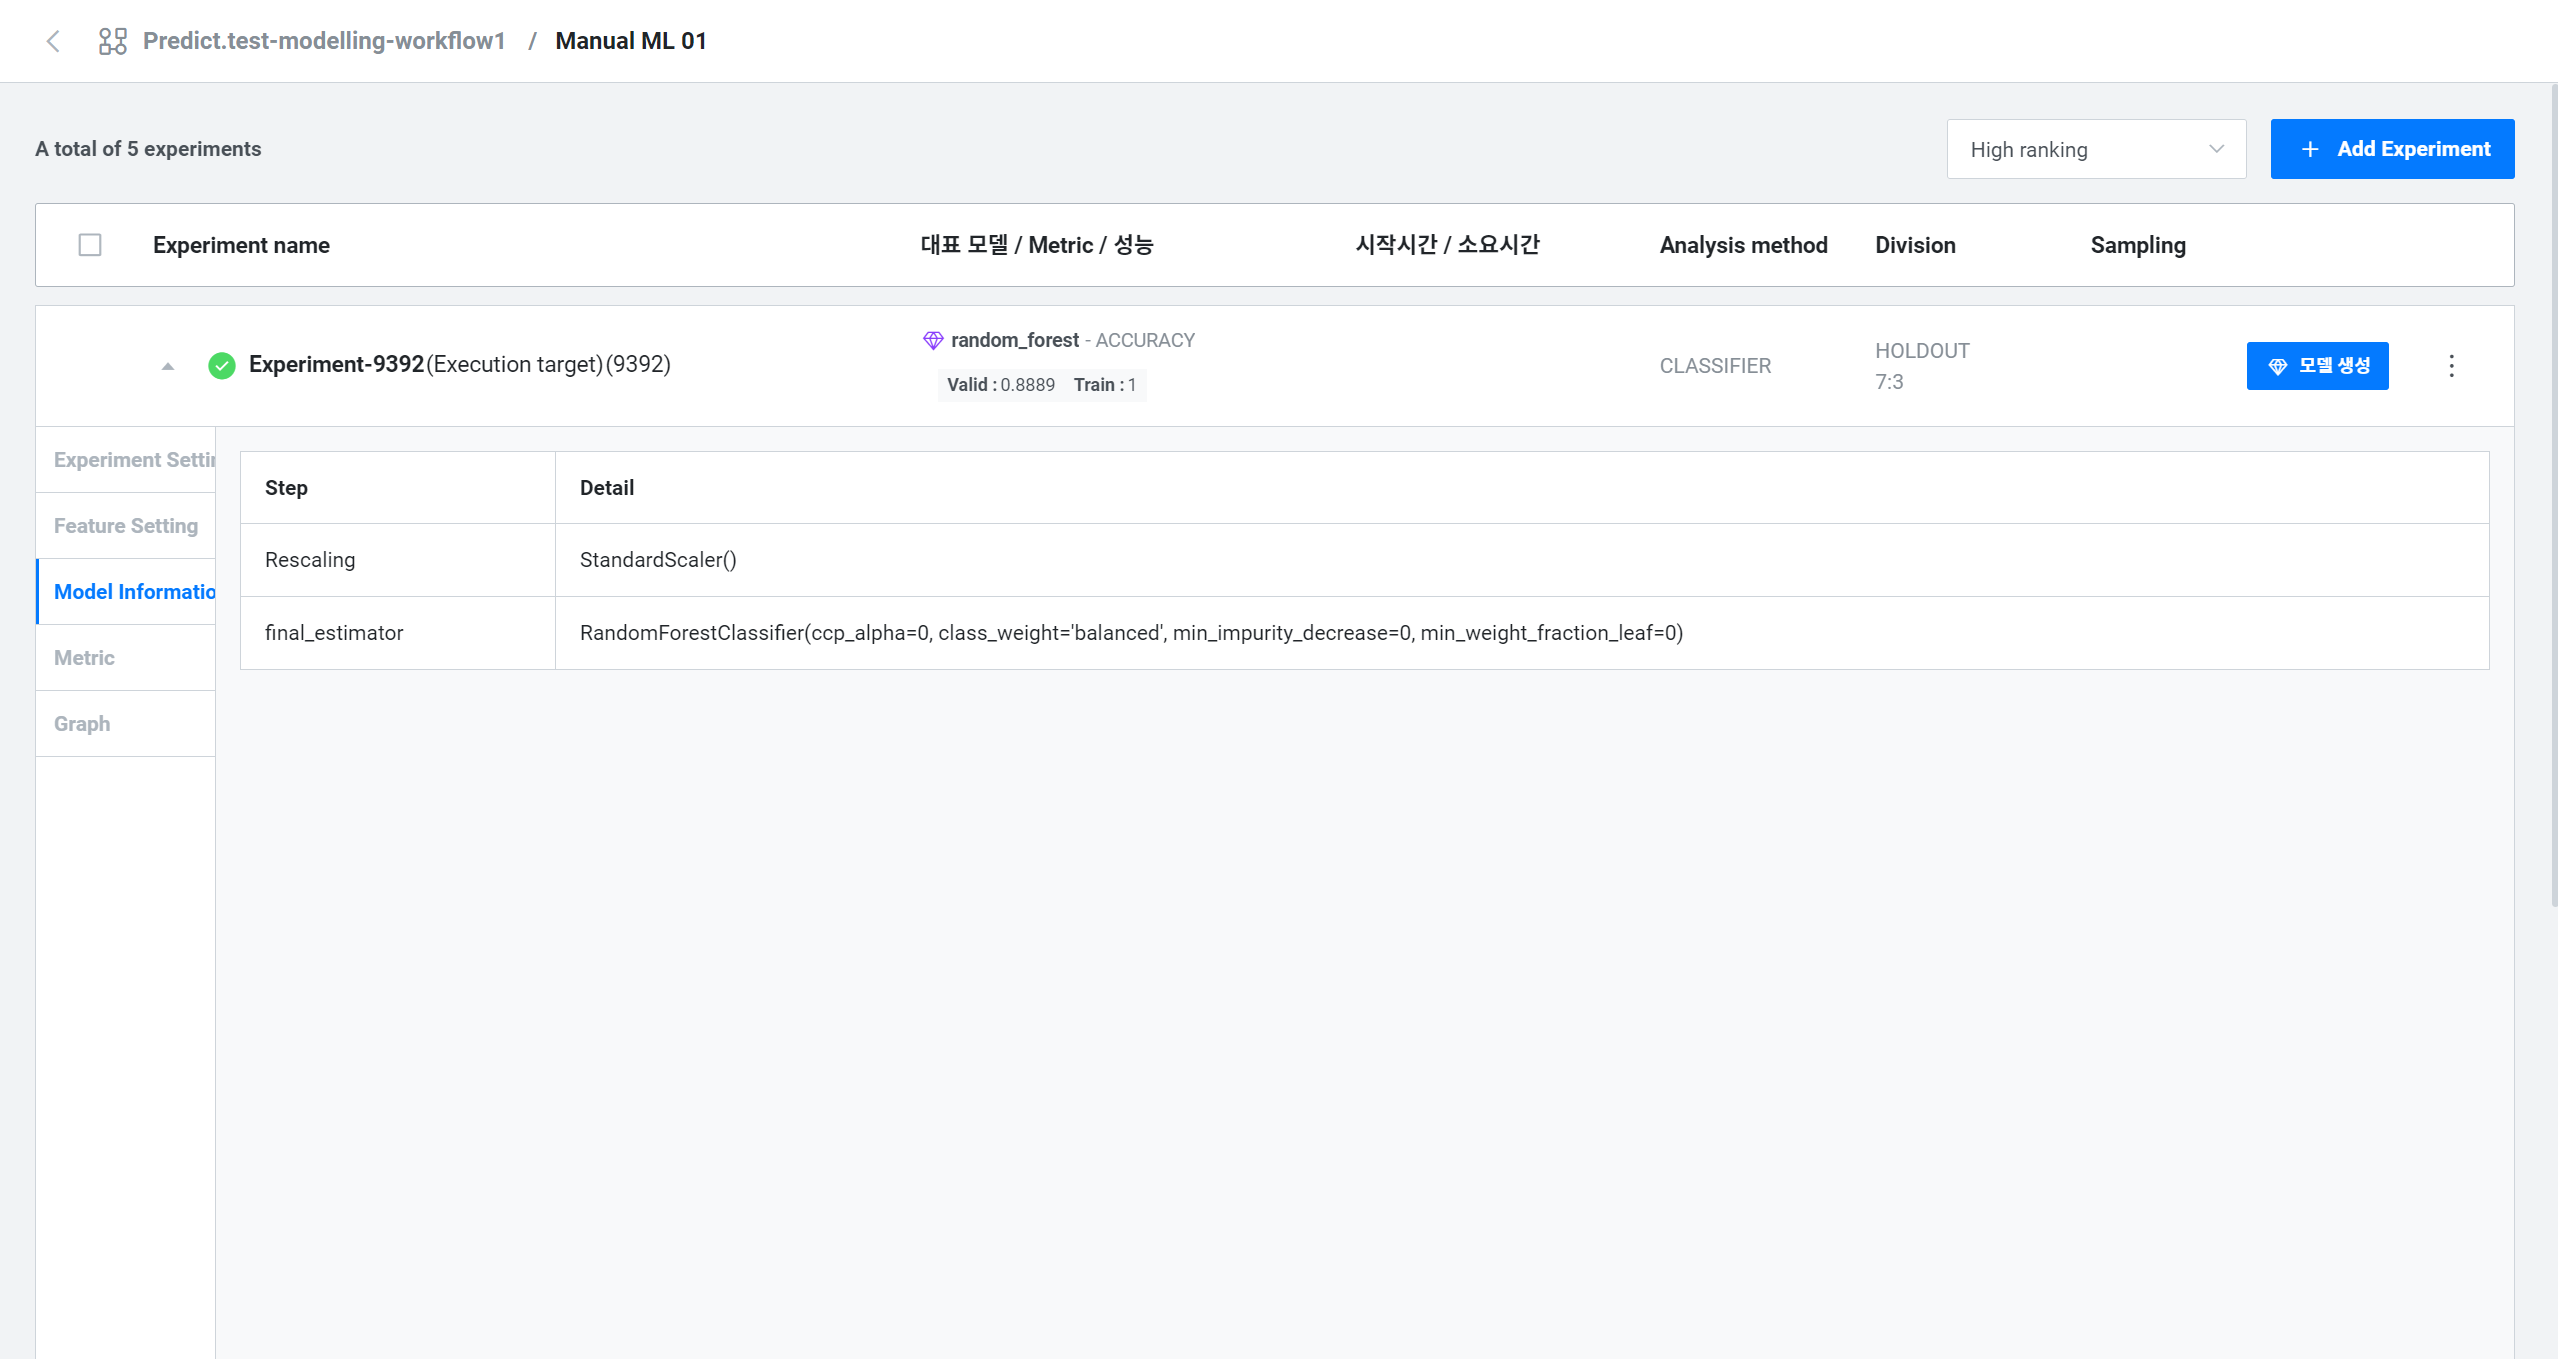 Predict.test-modelling-workflow1 / Manual ML 01
A total of 5 experiments
High ranking
+ Add Experiment
Experiment name
대표 모델 / Metric / 성능
시작시간 / 소요시간
Analysis method
Division
Sampling
Experiment-9392(Execution target)(9392)
random_forest - ACCURACY
Valid : 0.8889 Train : 1
CLASSIFIER
HOLDOUT
7:3
모델 생성
Experiment Settin
Feature Setting
Model Informatio
Metric
Graph
Step Detail
Rescaling StandardScaler()
final_estimator RandomForestClassifier(ccp_alpha=0, class_weight='balanced', min_impurity_decrease=0, min_weight_fraction_leaf=0)